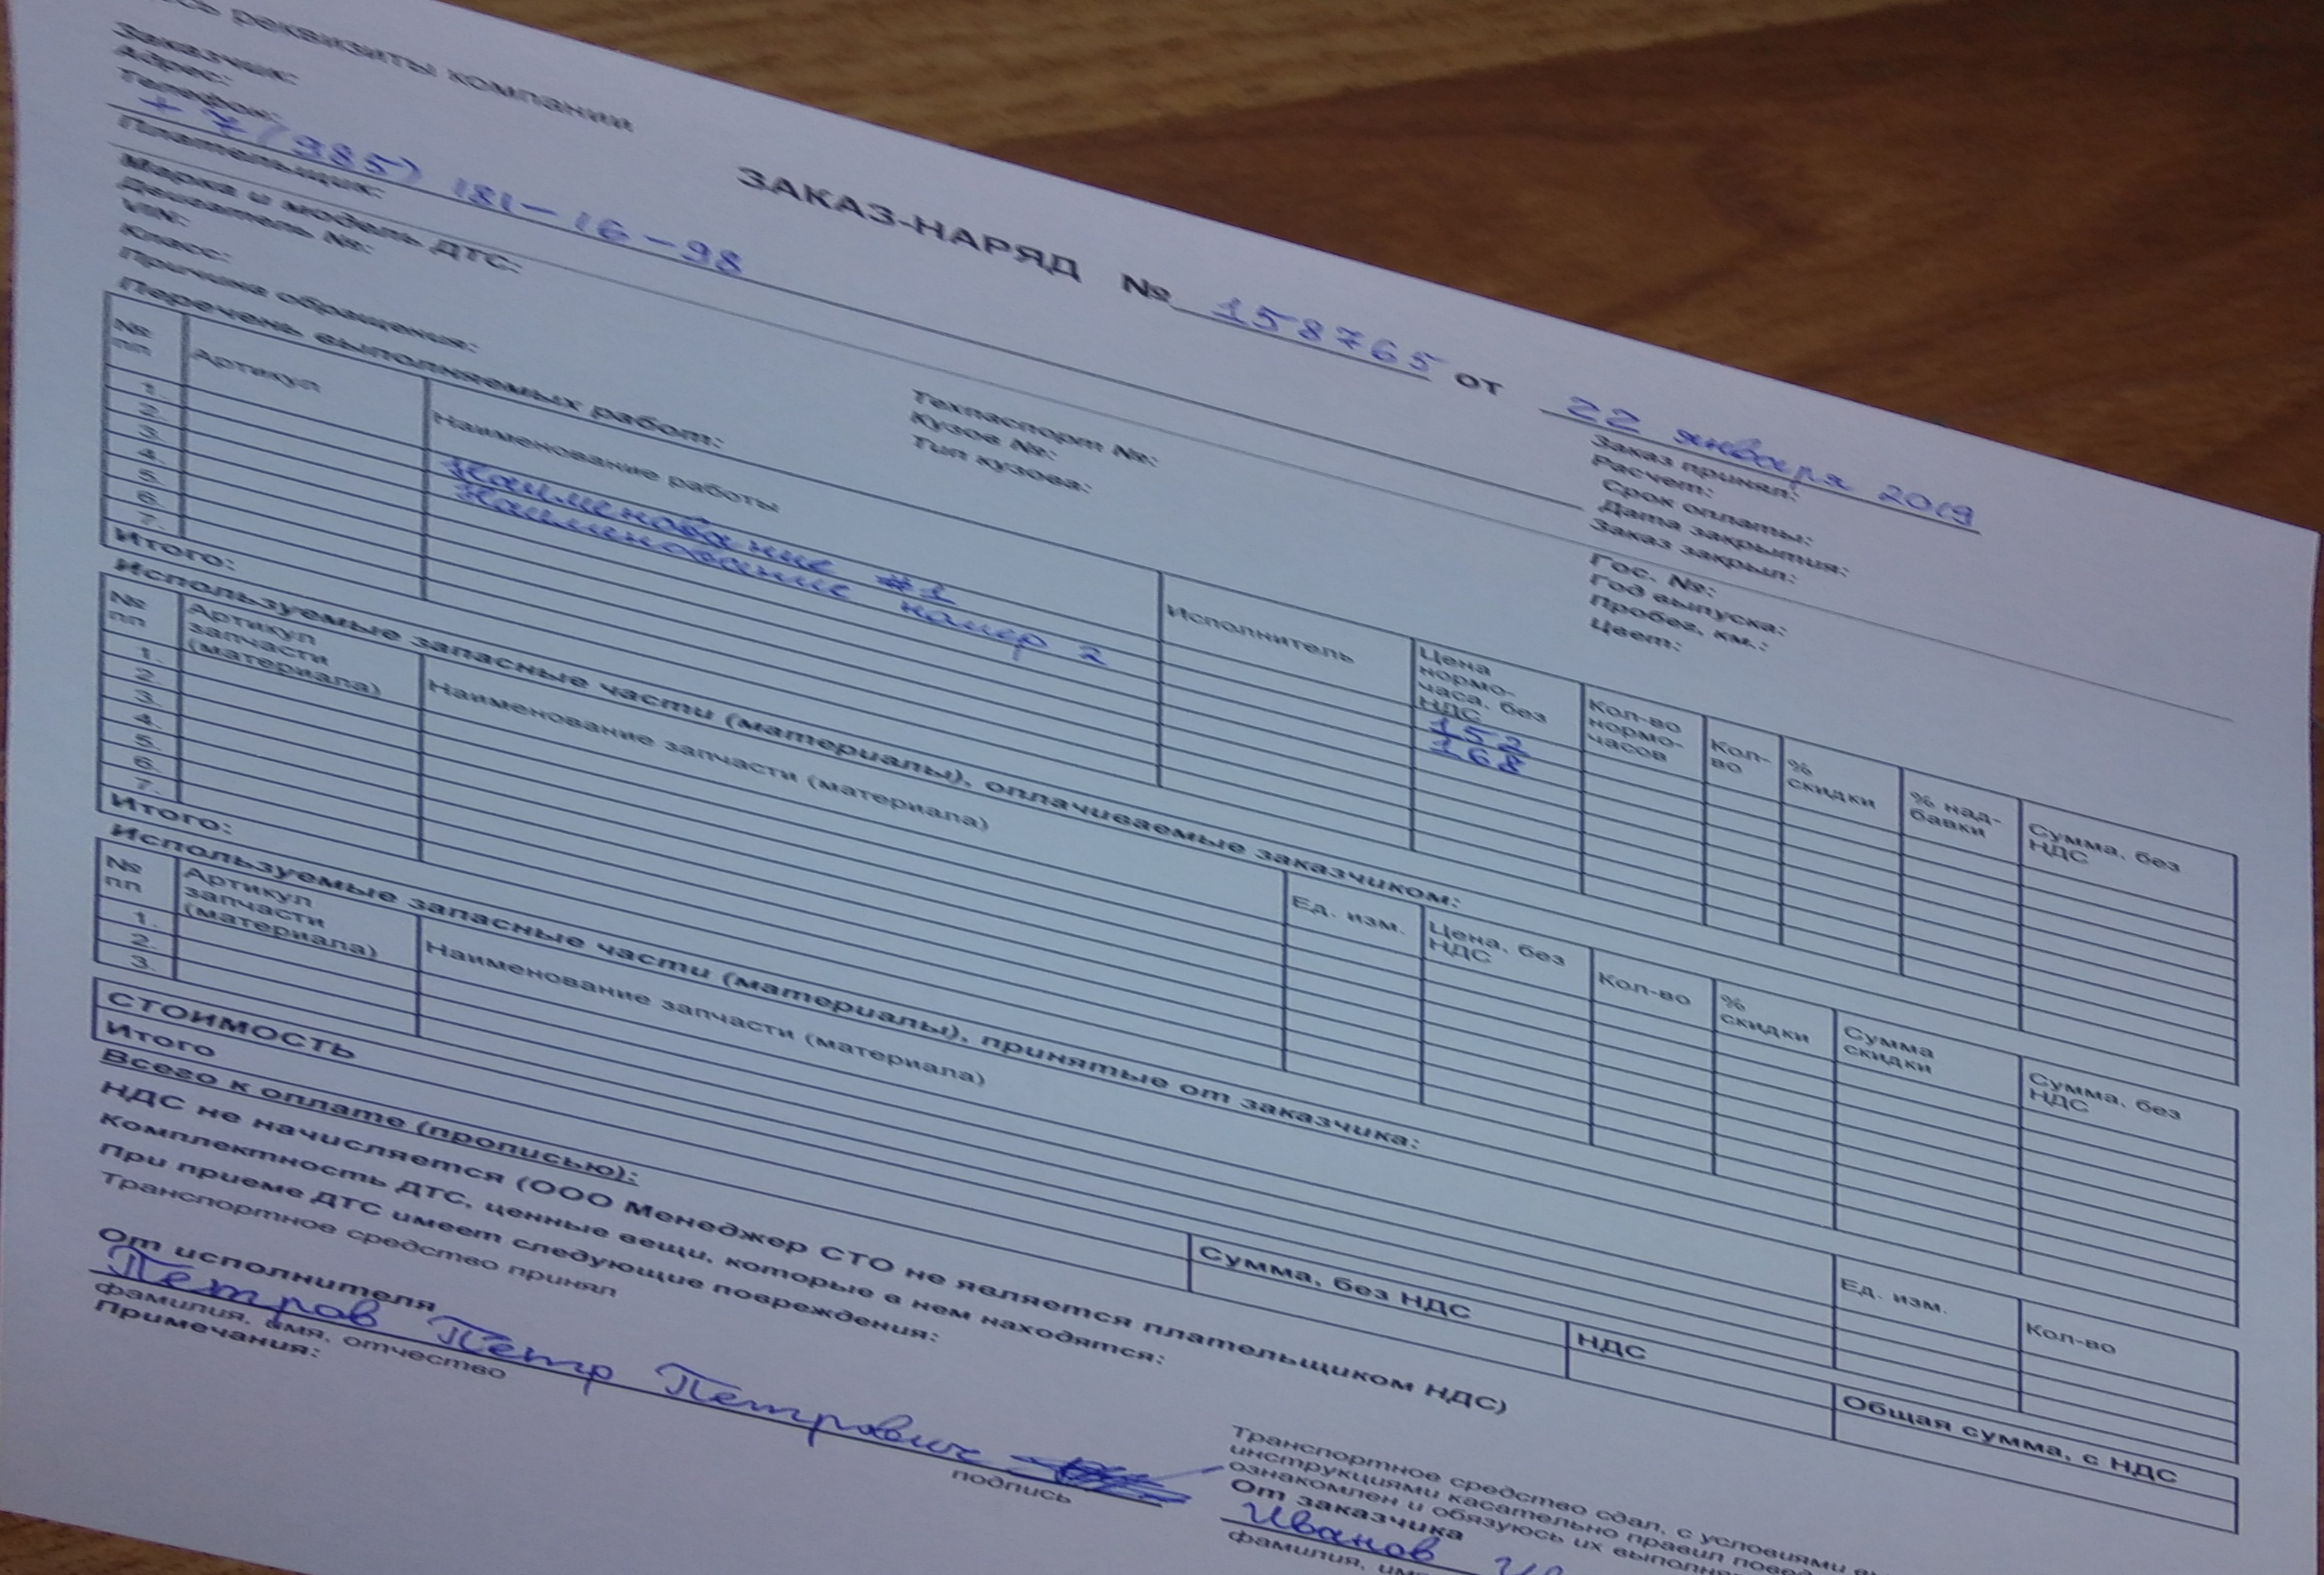 реквизиты компании
ЗАКАЗ-НАРЯД № 158765 от 22 января 2019
Заказчик:
Адрес:
Телефон:
+7(985) 181-16-98
Плательщик:
Заказ принял:
Расчет:
Срок оплаты:
Дата закрытия:
Заказ закрыл:
Марка и модель ДТС:
Двигатель №:
VIN:
Класс:
Причина обращения:
Техпаспорт №:
Кузов №:
Тип кузова:
Гос. №:
Год выпуска:
Пробег, км.:
Цвет:
Перечень выполняемых работ:
№ пп Артикул Наименование работы Исполнитель Цена нормо-часа, без НДС Кол-во нормо-часов Кол-во % скидки % над-бавки Сумма, без НДС
1. Наименование #1 152
2. Наименование номер 2 168
3.
4.
5.
6.
7.
Итого:
Используемые запасные части (материалы), оплачиваемые заказчиком:
№ пп Артикул запчасти (материала) Наименование запчасти (материала) Ед. изм. Цена, без НДС Кол-во % скидки Сумма скидки Сумма, без НДС
1.
2.
3.
4.
5.
6.
7.
Итого:
Используемые запасные части (материалы), принятые от заказчика:
№ пп Артикул запчасти (материала) Наименование запчасти (материала) Ед. изм. Кол-во
1.
2.
3.
СТОИМОСТЬ Сумма, без НДС НДС Общая сумма, с НДС
Итого
Всего к оплате (прописью):
НДС не начисляется (ООО Менеджер СТО не является плательщиком НДС)
Комплектность ДТС, ценные вещи, которые в нем находятся:
При приеме ДТС имеет следующие повреждения:
Транспортное средство принял
От исполнителя
Петров Петр Петрович
фамилия, имя, отчество подпись
Примечания:
Транспортное средство сдал, с условиями
инструкциями касательно правил
ознакомлен и обязуюсь их
От заказчика
Иванов
фамилия,